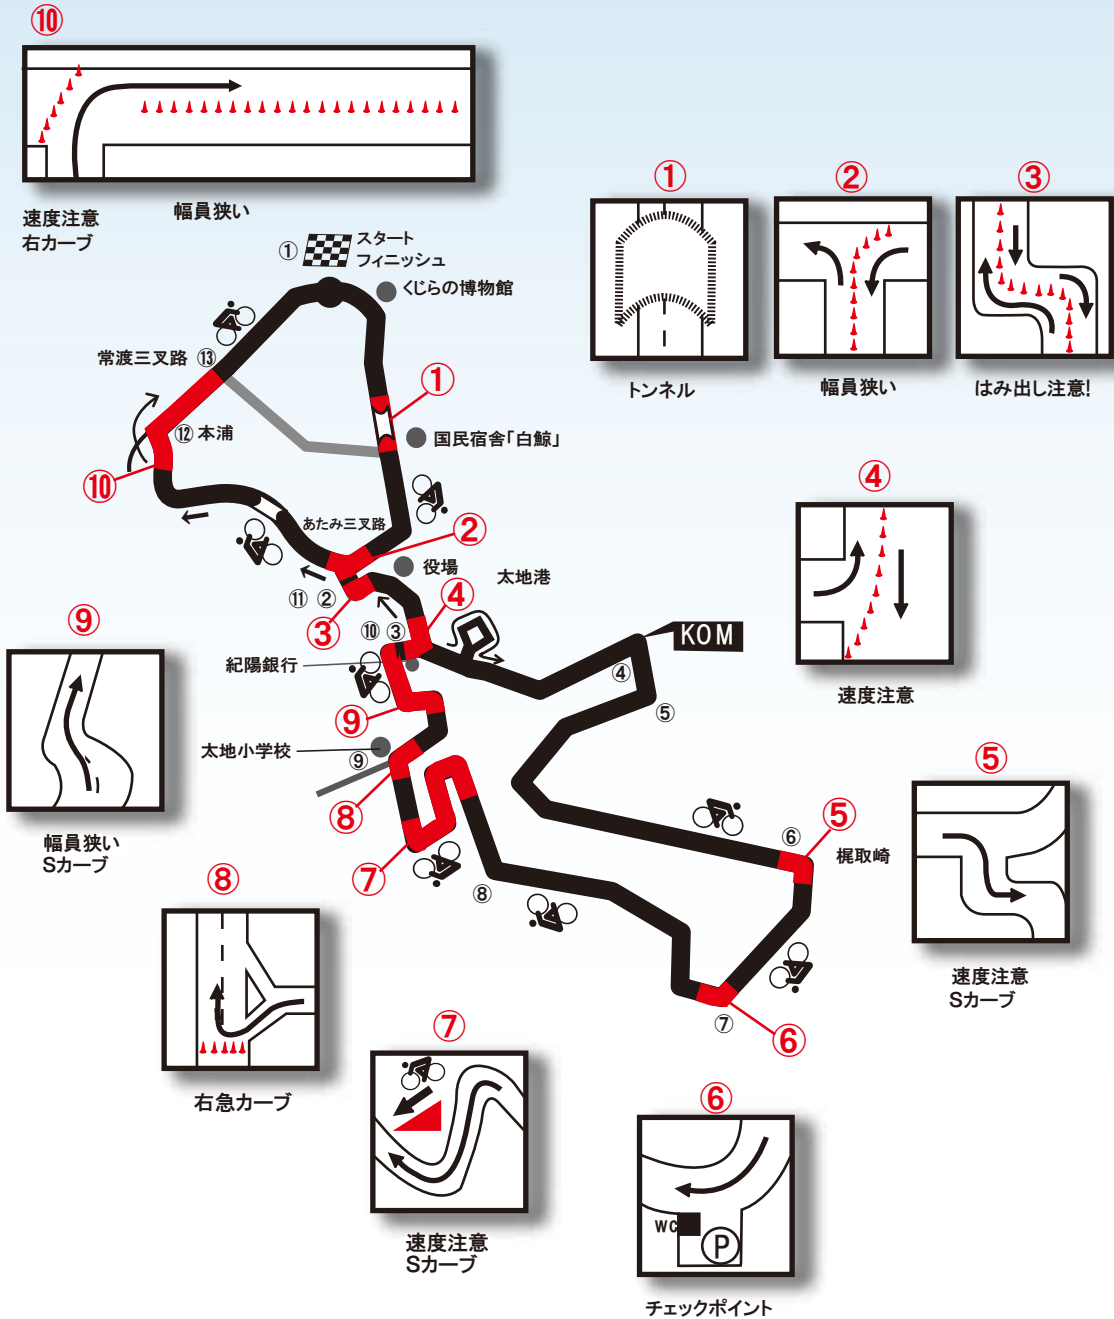 ⑩
速度注意
右カーブ
幅員狭い
①
トンネル
②
幅員狭い
③
はみ出し注意!
①
スタート
フィニッシュ
くじらの博物館
常渡三叉路
⑬
①
⑫
本浦
国民宿舎「白鯨」
⑩
あたみ三叉路
②
役場
太地港
⑪
②
③
④
⑩
③
KOM
紀陽銀行
④
⑤
⑨
太地小学校
⑨
⑧
⑦
⑧
⑥
⑤
梶取崎
⑦
⑥
④
速度注意
⑤
速度注意
Sカーブ
⑨
幅員狭い
Sカーブ
⑧
右急カーブ
⑦
速度注意
Sカーブ
⑥
WC
P
チェックポイント